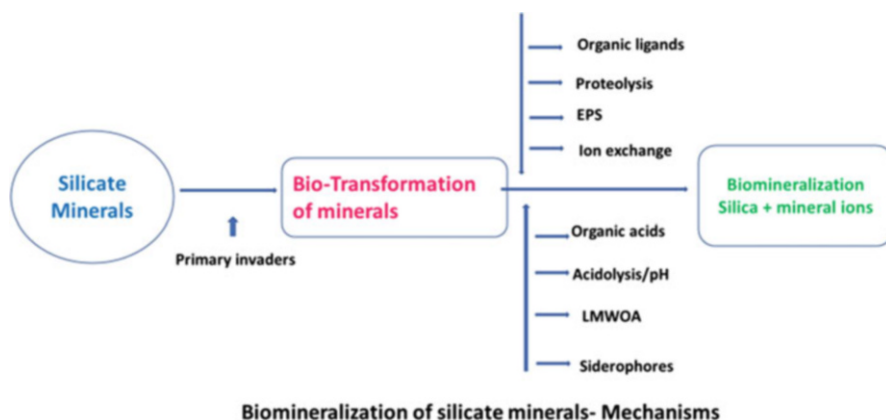 Organic ligands
Proteolysis
EPS
Ion exchange
Silicate
Minerals
Bio-Transformation
of minerals
Biomineralization
Silica + mineral ions
Primary invaders
Organic acids
Acidolysis/pH
LMWOA
Siderophores
Biomineralization of silicate minerals- Mechanisms